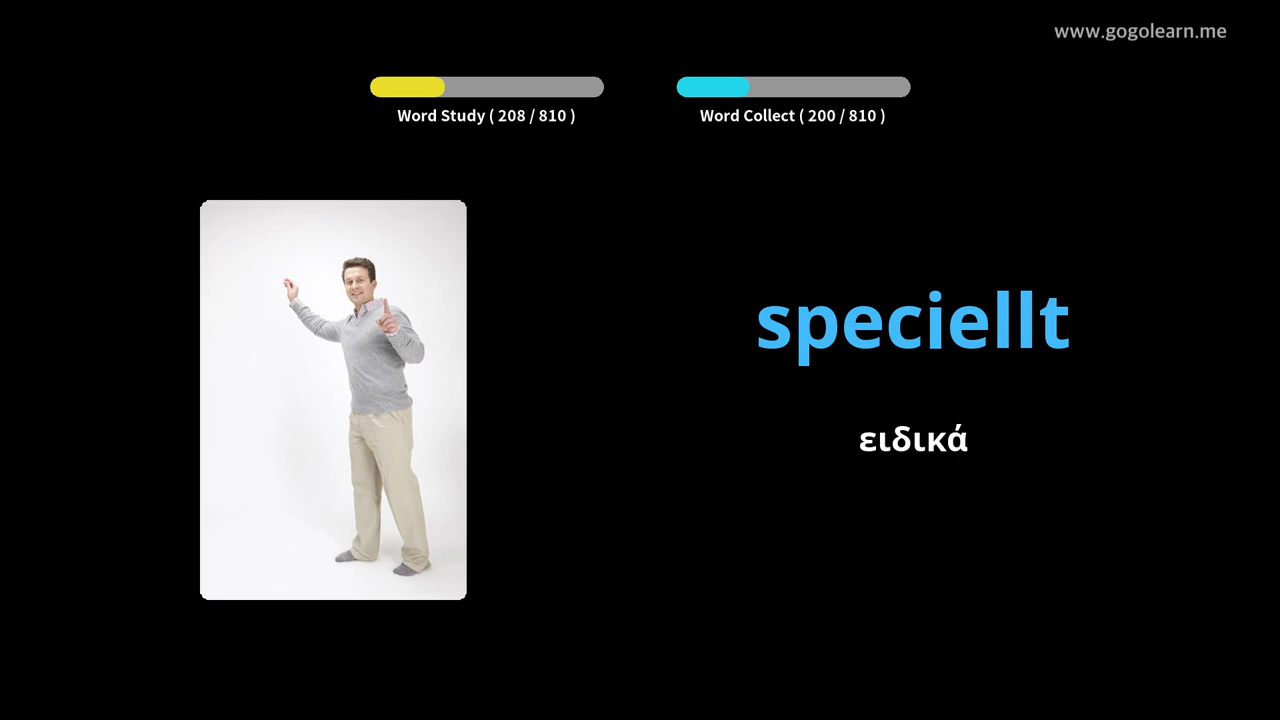 www.gogolearn.me
Word Study ( 208 / 810 )
Word Collect ( 200 / 810 )
speciellt
ειδικά